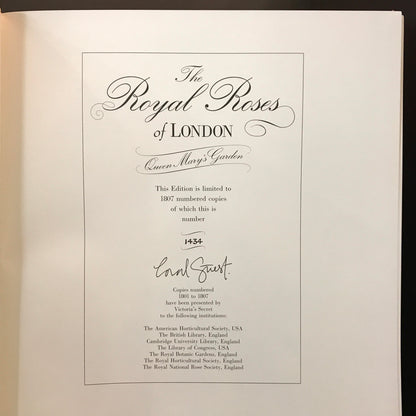 The
Royal Roses
of LONDON
Queen Mary's Garden
This Edition is limited to
1807 numbered copies
of which this is
number
1434
Carol Guest.
Copies numbered
1801 to 1807
have been presented by
Victoria's Secret
to the following institutions:
The American Horticultural Society, USA
The British Library, England
Cambridge University Library, England
The Library of Congress, USA
The Royal Botanic Gardens, England
The Royal Horticultural Society, England
The Royal National Rose Society, England